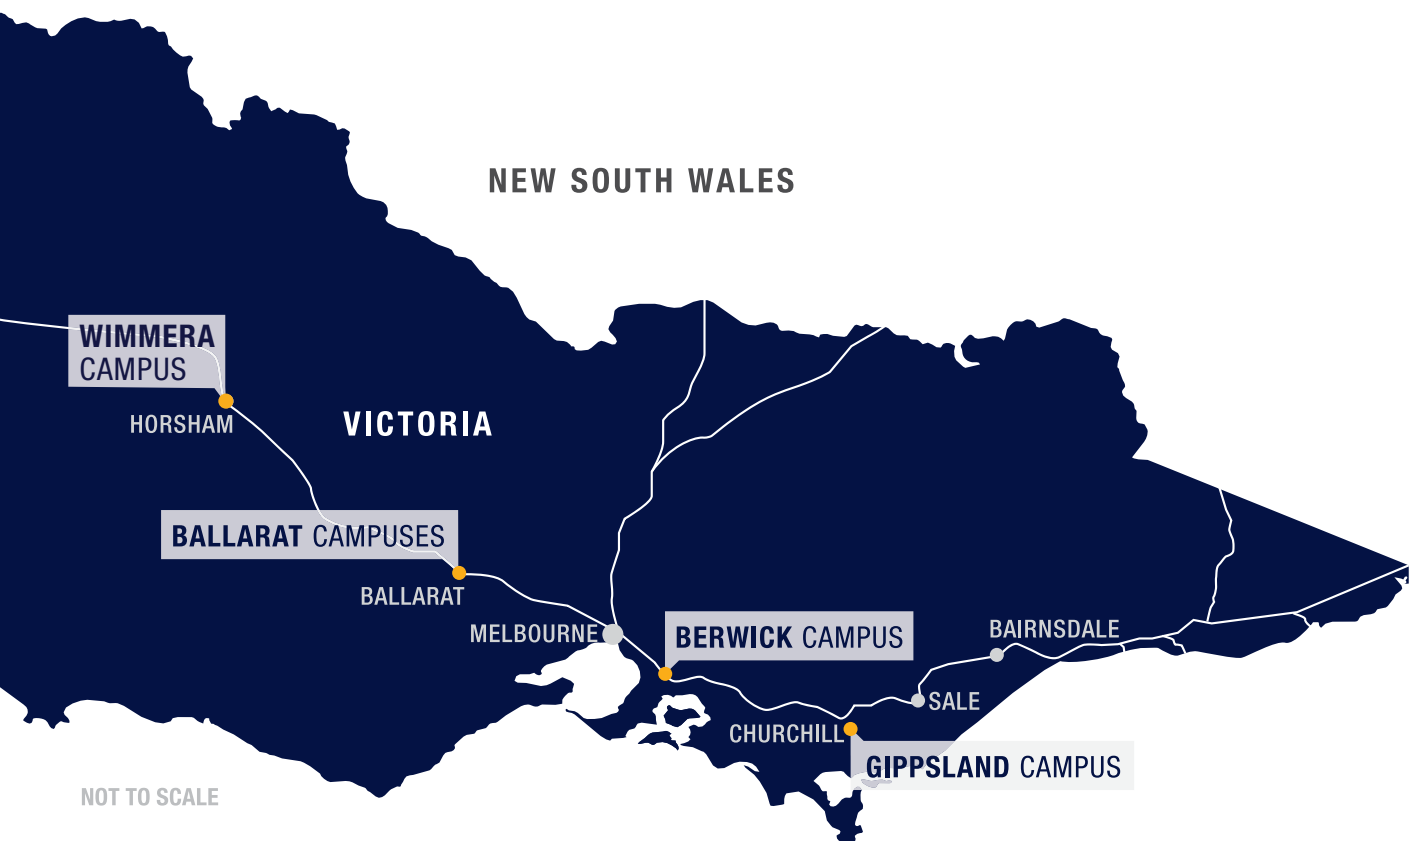 NEW SOUTH WALES
WIMMERA
CAMPUS
HORSHAM
VICTORIA
BALLARAT CAMPUSES
BALLARAT
MELBOURNE
BERWICK CAMPUS
BAIRNSDALE
SALE
CHURCHILL
GIPPSLAND CAMPUS
NOT TO SCALE